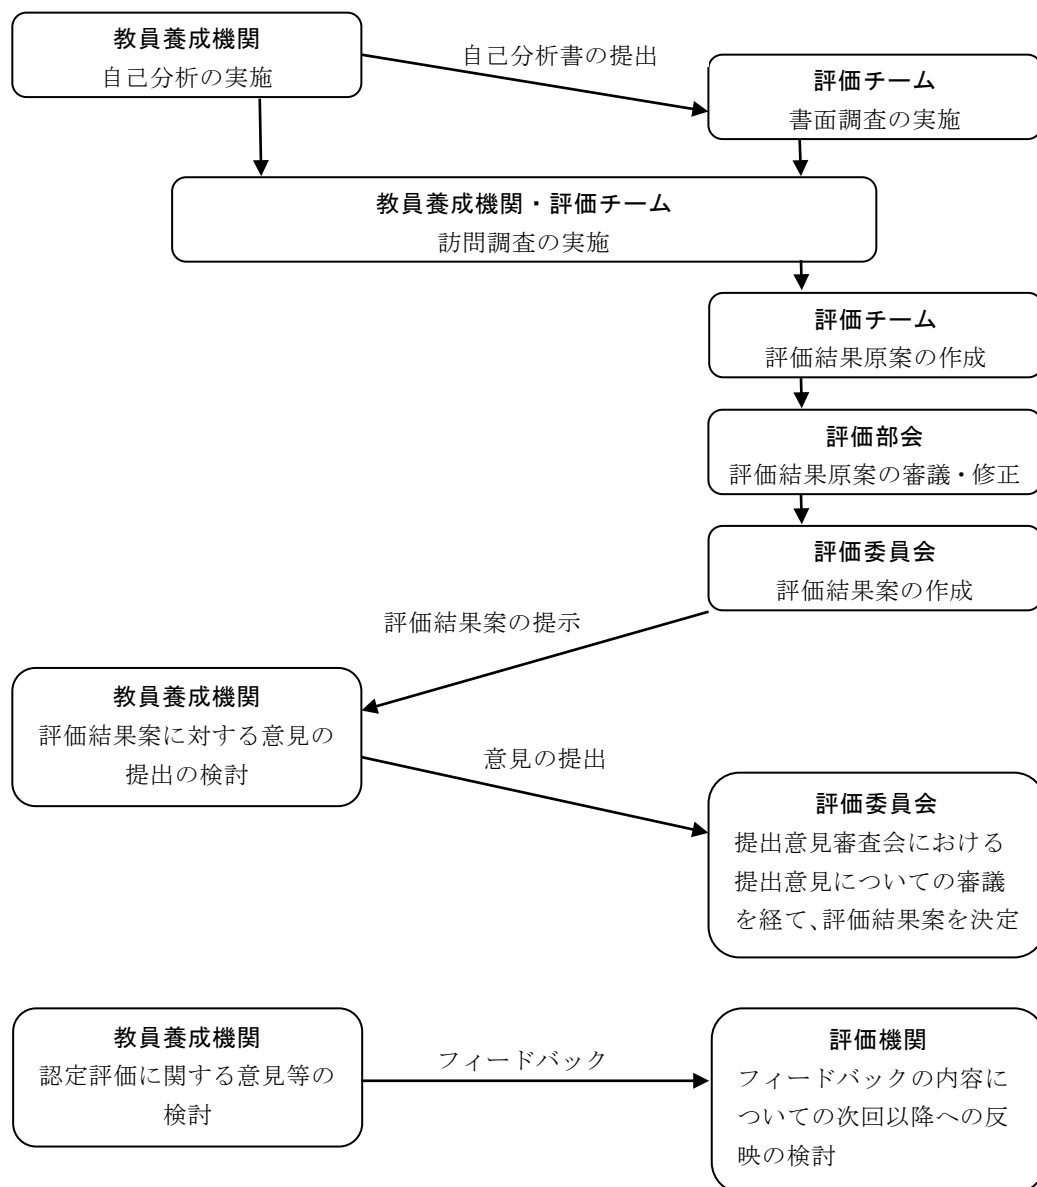 教員養成機関
自己分析の実施
自己分析書の提出
評価チーム
書面調査の実施
教員養成機関・評価チーム
訪問調査の実施
評価チーム
評価結果原案の作成
評価部会
評価結果原案の審議・修正
評価委員会
評価結果案の作成
評価結果案の提示
教員養成機関
評価結果案に対する意見の
提出の検討
意見の提出
評価委員会
提出意見審査会における
提出意見についての審議
を経て、評価結果案を決定
教員養成機関
認定評価に関する意見等の
検討
フィードバック
評価機関
フィードバックの内容に
ついての次回以降への反
映の検討